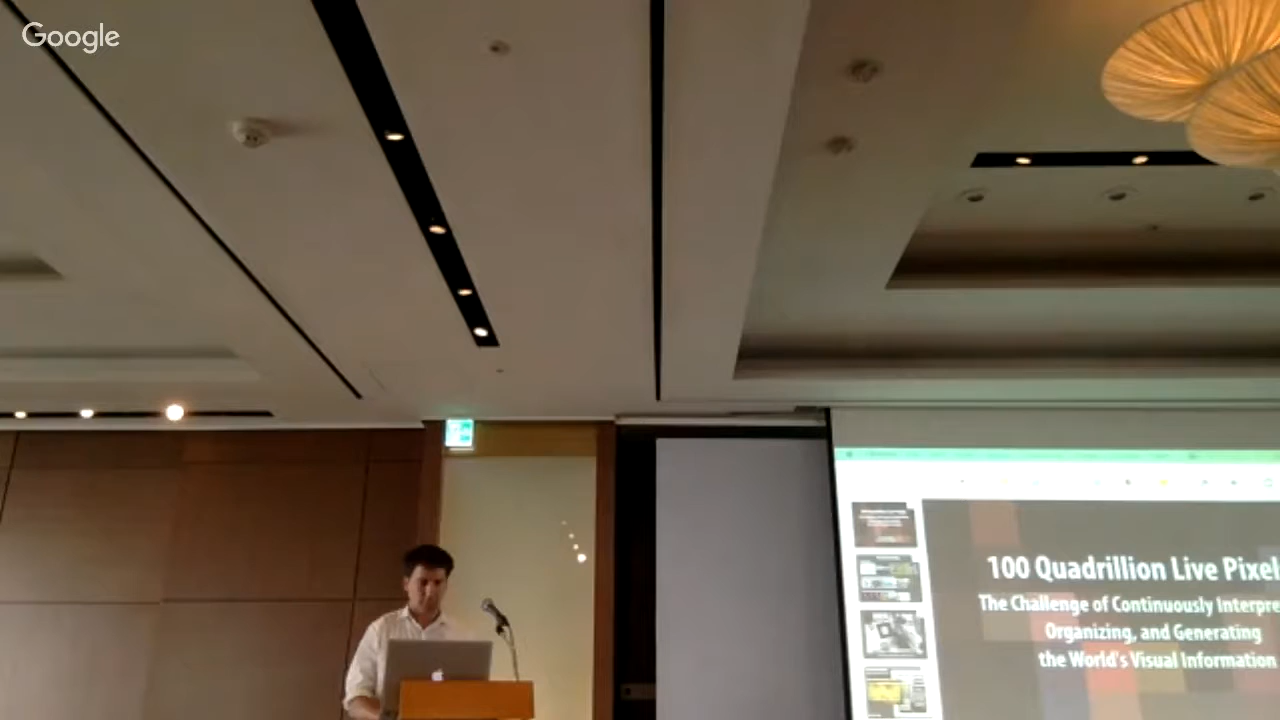 Google
100 Quadrillion Live Pixel
The Challenge of Continuously Interpre
Organizing, and Generating
the World's Visual Information